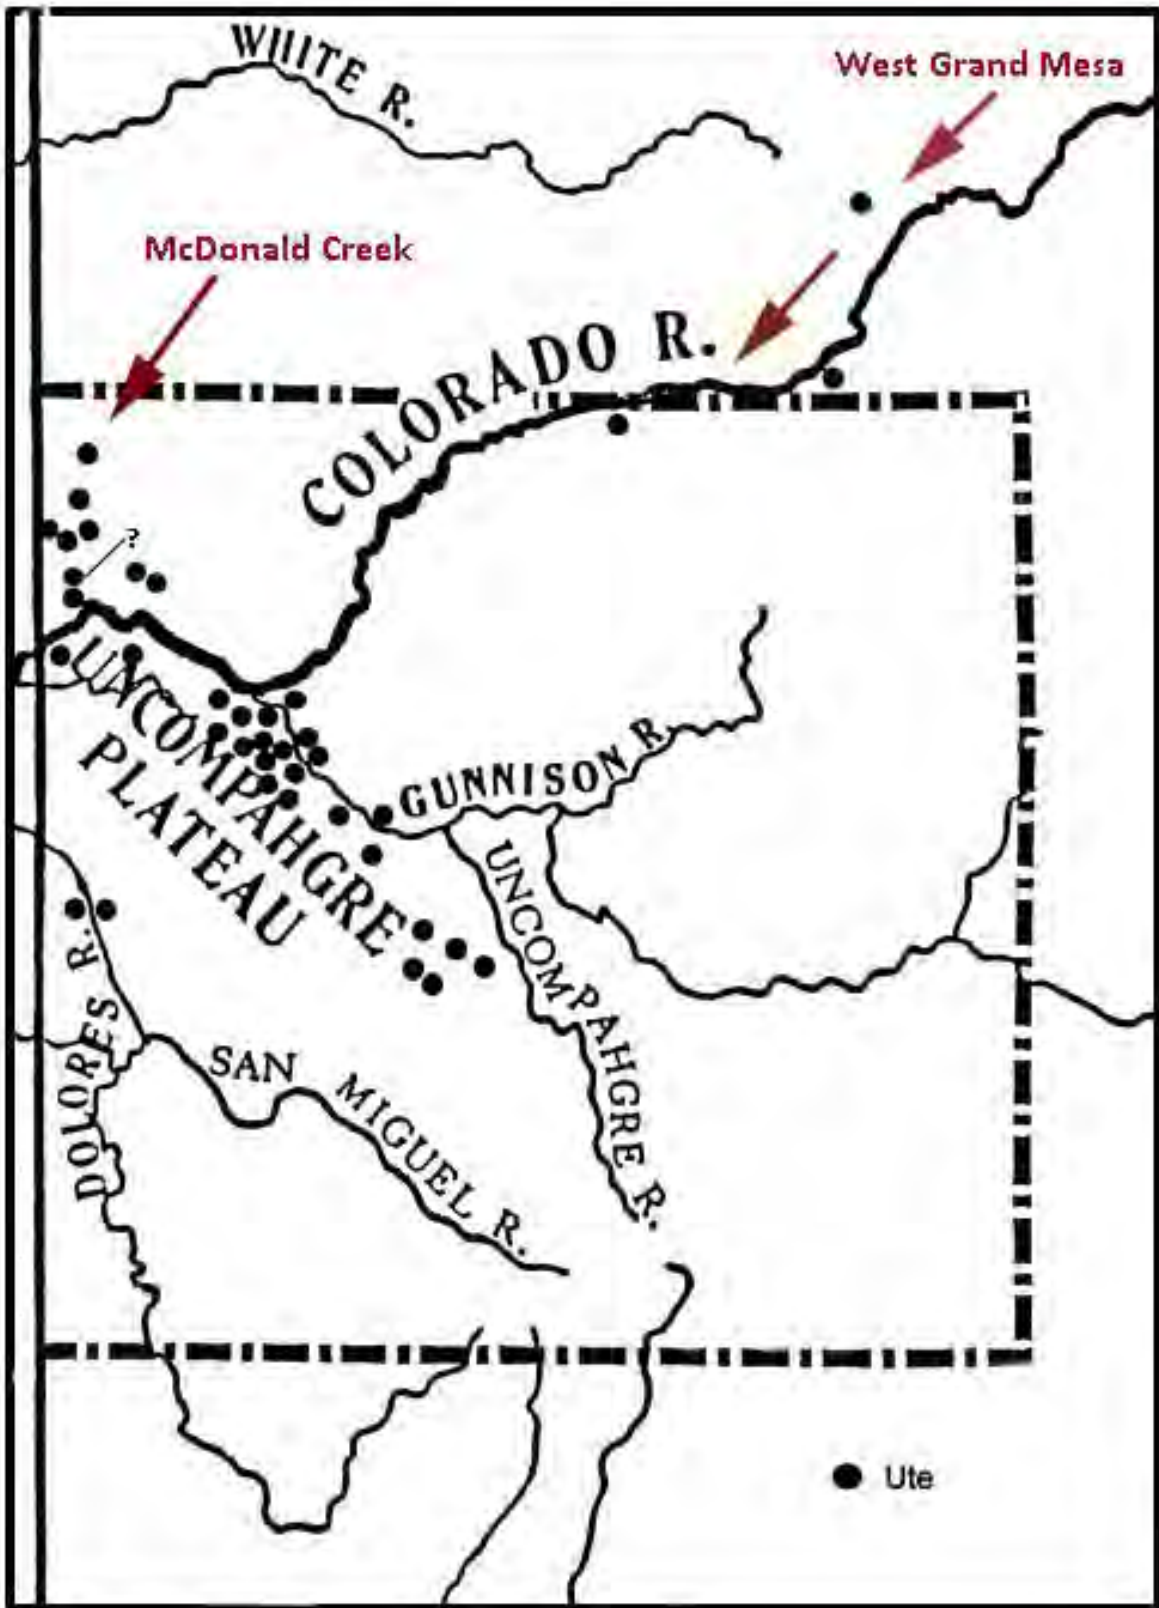 WHITE R.
West Grand Mesa
McDonald Creek
COLORADO R.
?
UNCOMPAHGRE
PLATEAU
GUNNISON R.
UNCOMPAHGRE R.
DOLORES R.
SAN MIGUEL R.
Ute